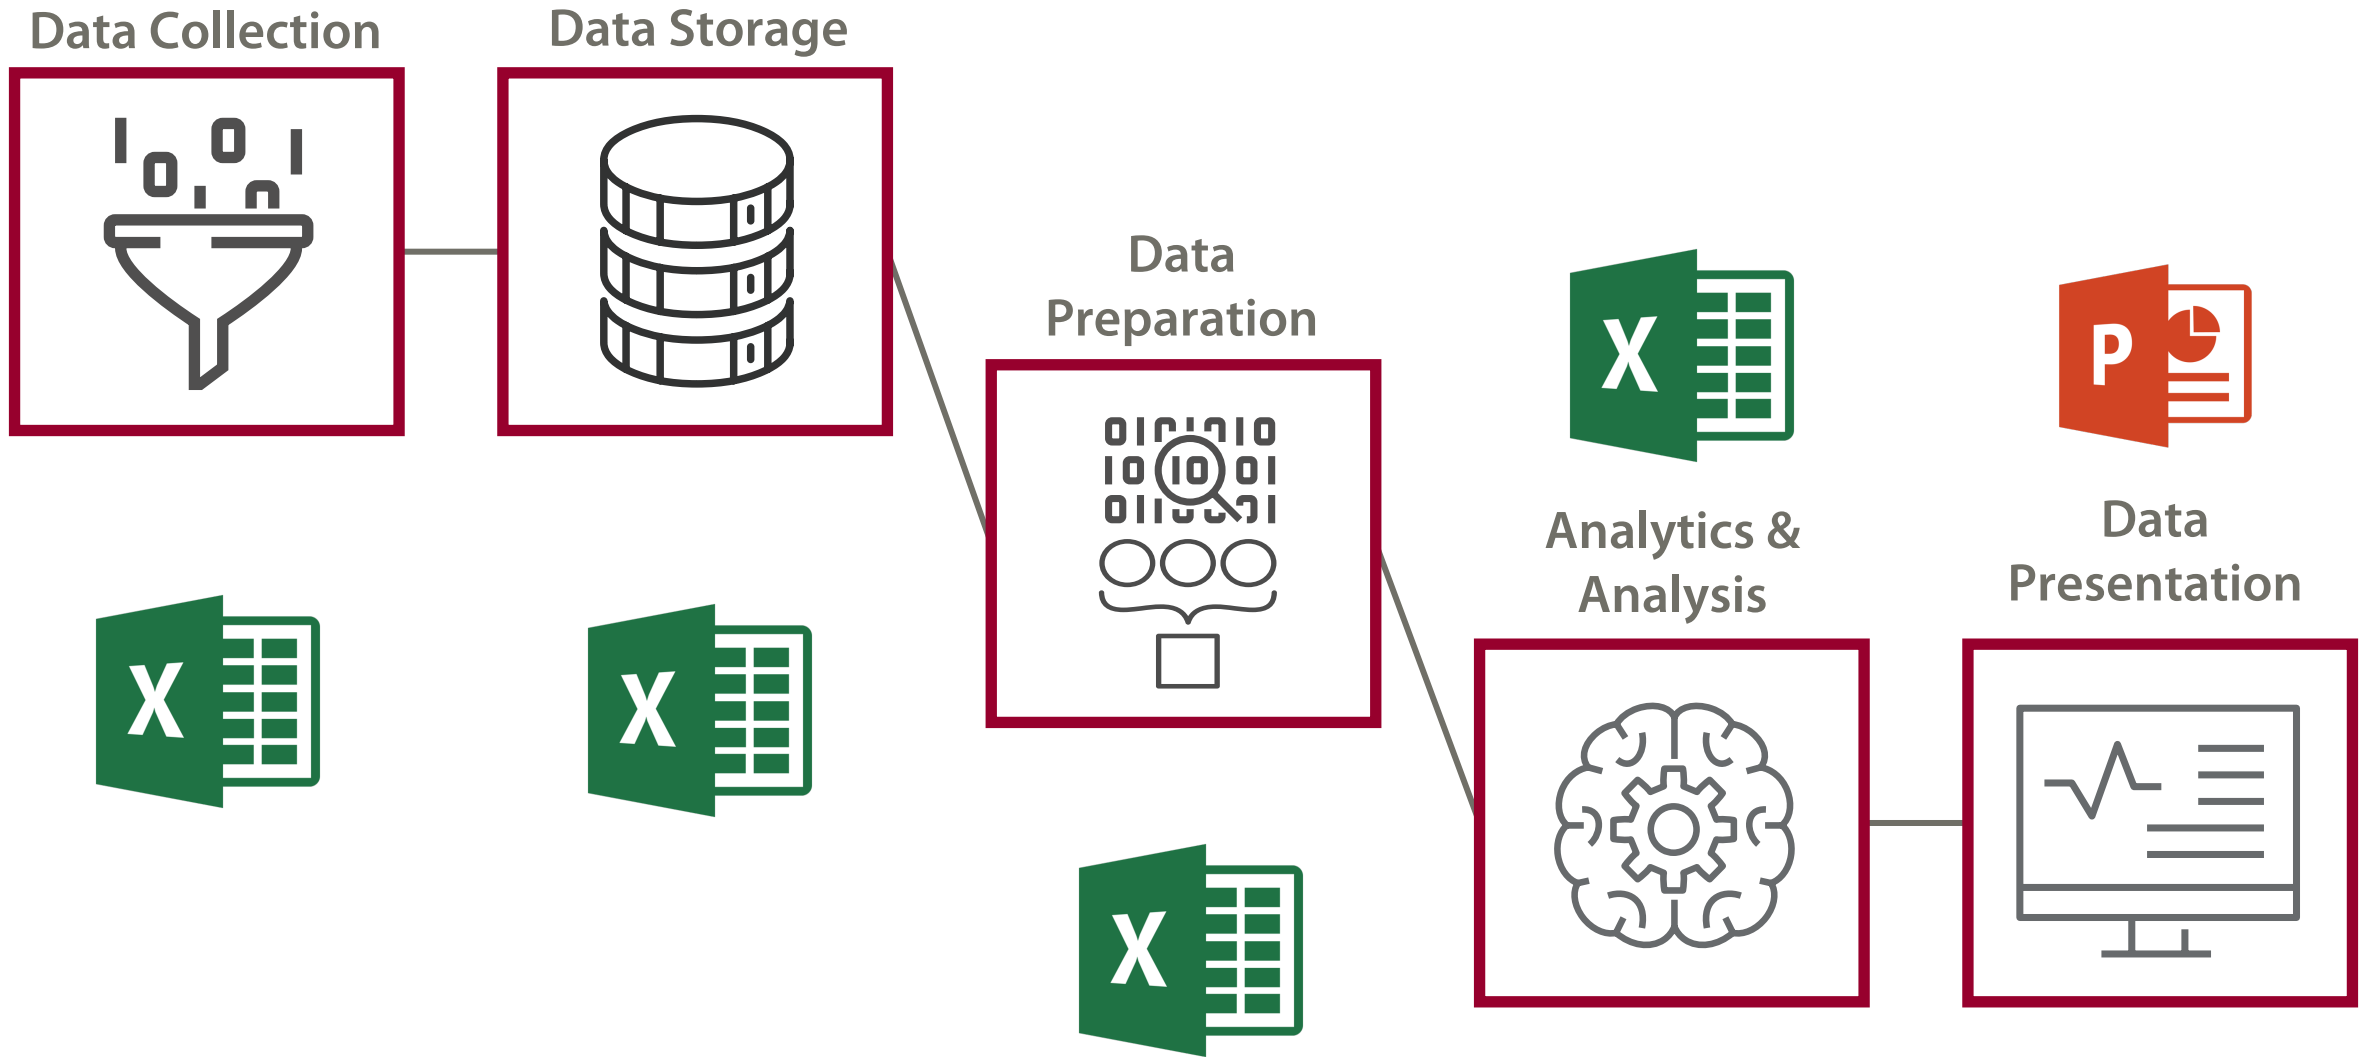 Data Collection
Data Storage
Data
Preparation
Analytics &
Analysis
Data
Presentation
X
X
X
X
P